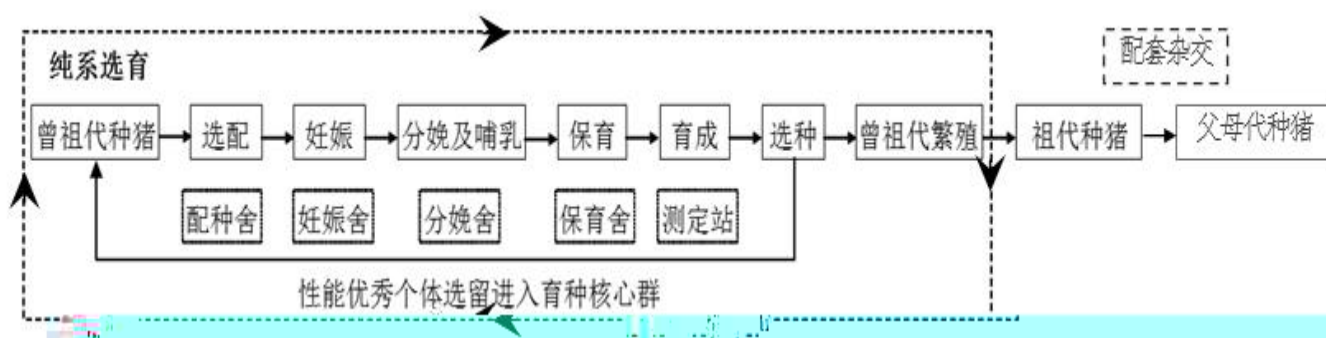 配套杂交
纯系选育
曾祖代种猪
选配
妊娠
分娩及哺乳
保育
育成
选种
曾祖代繁殖
祖代种猪
父母代种猪
配种舍
妊娠舍
分娩舍
保育舍
测定站
性能优秀个体选留进入育种核心群